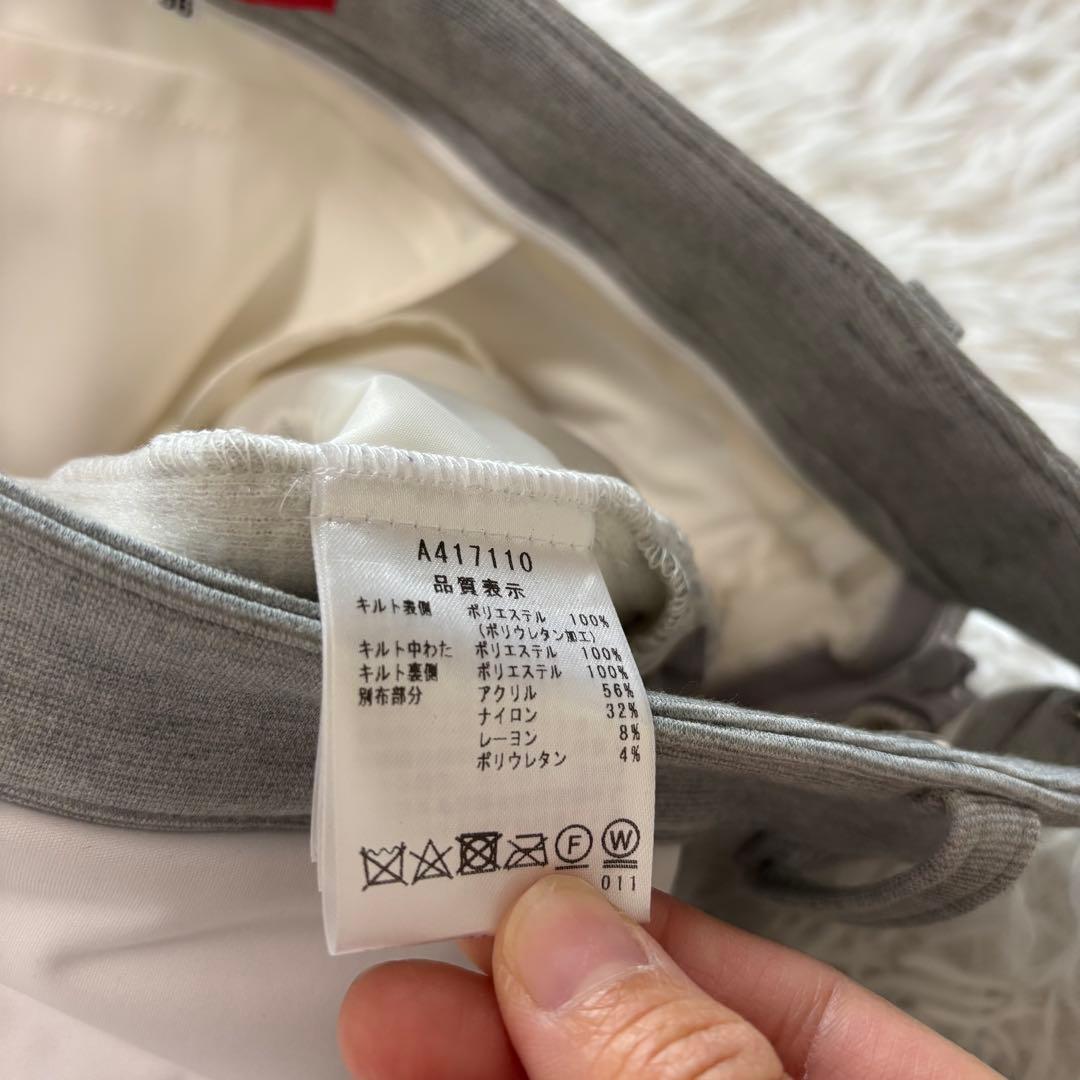 A417110
品質表示
キルト表側 ポリエステル 100%
(ポリウレタン加工)
キルト中わた ポリエステル 100%
キルト裏側 ポリエステル 100%
別布部分 アクリル 56%
ナイロン 32%
レーヨン 8%
ポリウレタン 4%
F W
011